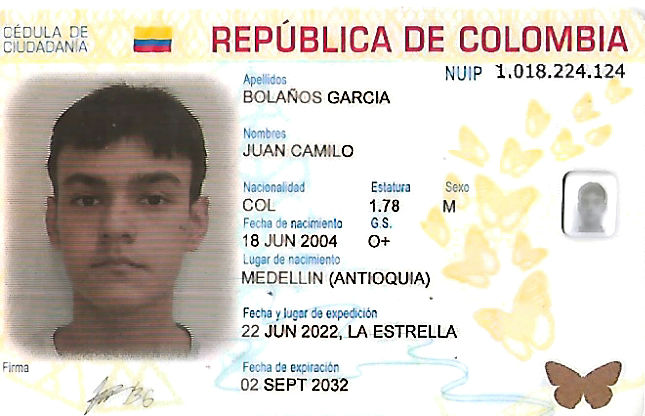 CÉDULA DE
CIUDADANÍA
REPÚBLICA DE COLOMBIA
NUIP 1.018.224.124
Apellidos
BOLAÑOS GARCIA
Nombres
JUAN CAMILO
Nacionalidad Estatura Sexo
COL 1.78 M
Fecha de nacimiento G.S.
18 JUN 2004 O+
Lugar de nacimiento
MEDELLIN (ANTIOQUIA)
Fecha y lugar de expedición
22 JUN 2022, LA ESTRELLA
Fecha de expiración
02 SEPT 2032
Firma